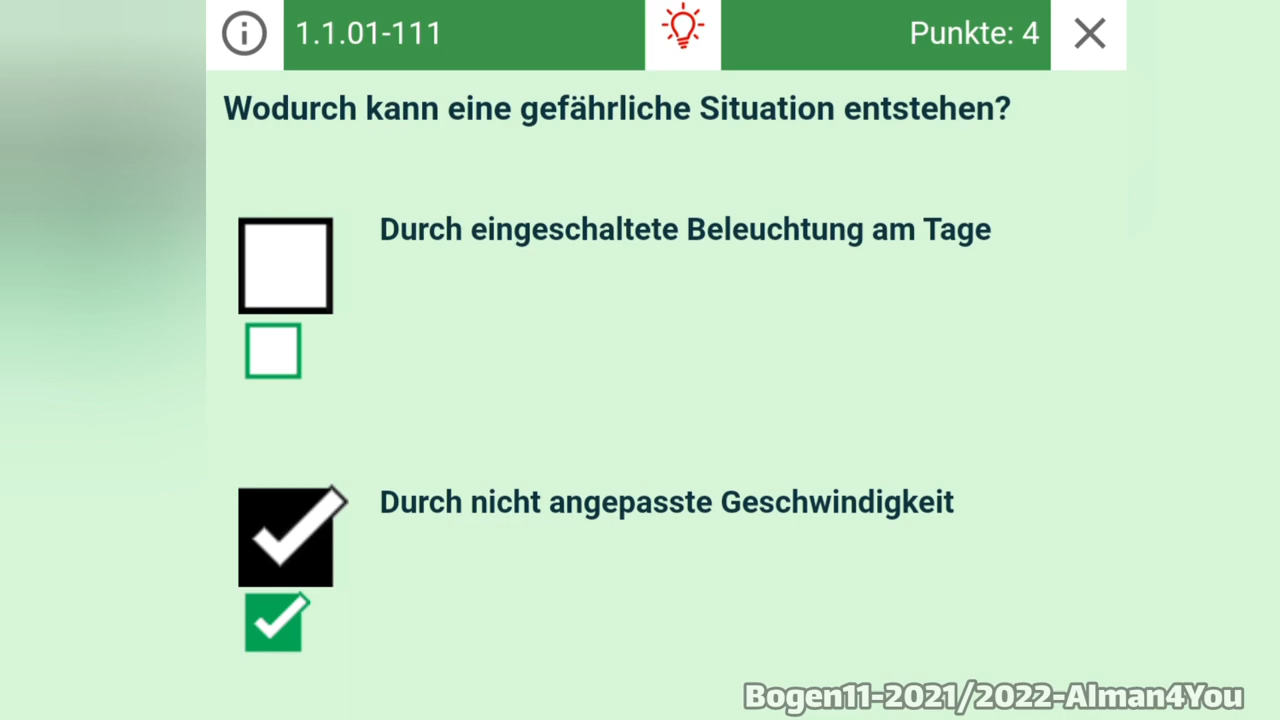 1.1.01-111
Punkte: 4
Wodurch kann eine gefährliche Situation entstehen?
Durch eingeschaltete Beleuchtung am Tage
Durch nicht angepasste Geschwindigkeit
Bogen11-2021/2022-Alman4You